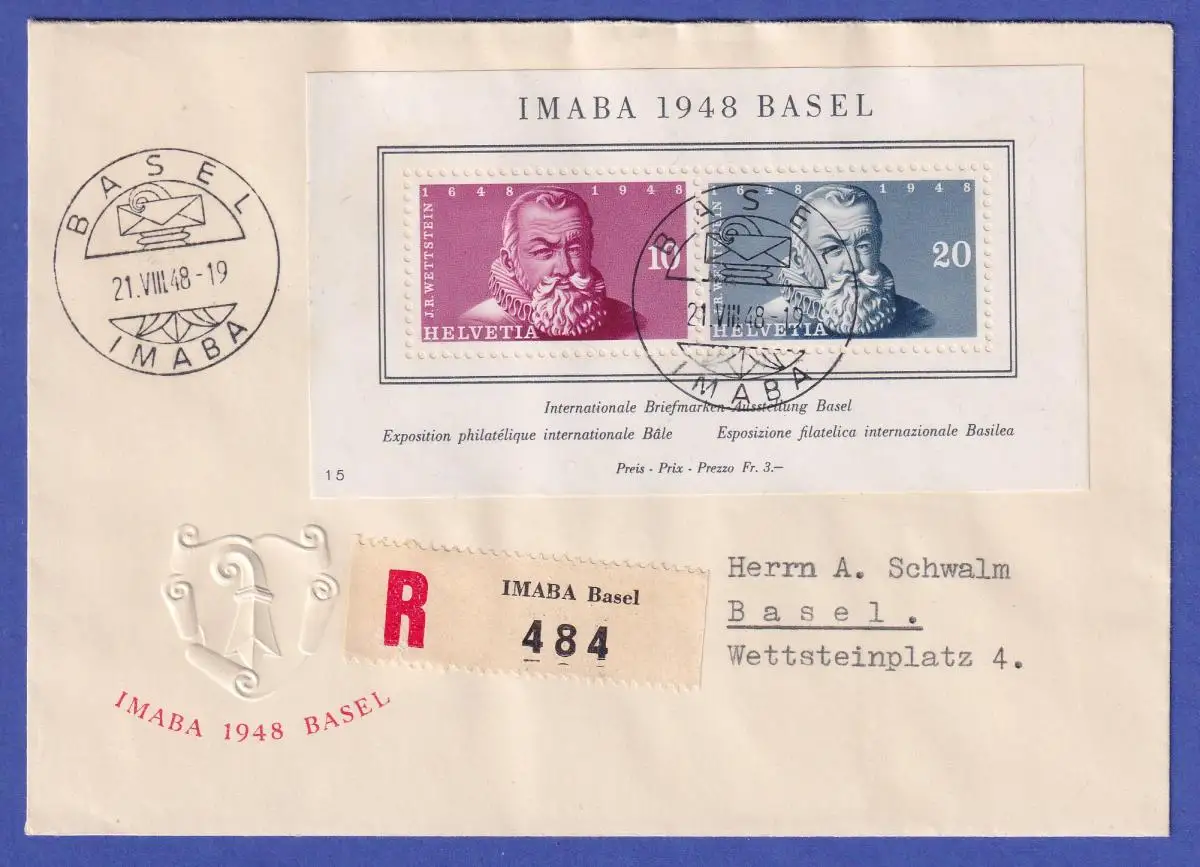 IMABA 1948 BASEL
BASEL
21.VIII.48-19
IMABA
1648 1948
J.R.WETTSTEIN
10
HELVETIA
1648 1948
J.R.WETTSTEIN
20
HELVETIA
BASEL
21.VIII.48-19
IMABA
Internationale Briefmarken-Ausstellung Basel
Exposition philatélique internationale Bâle Esposizione filatelica internazionale Basilea
Preis - Prix - Prezzo Fr. 3.–
15
R
IMABA Basel
484
Herrn A. Schwalm
Basel.
Wettsteinplatz 4.
IMABA 1948 BASEL